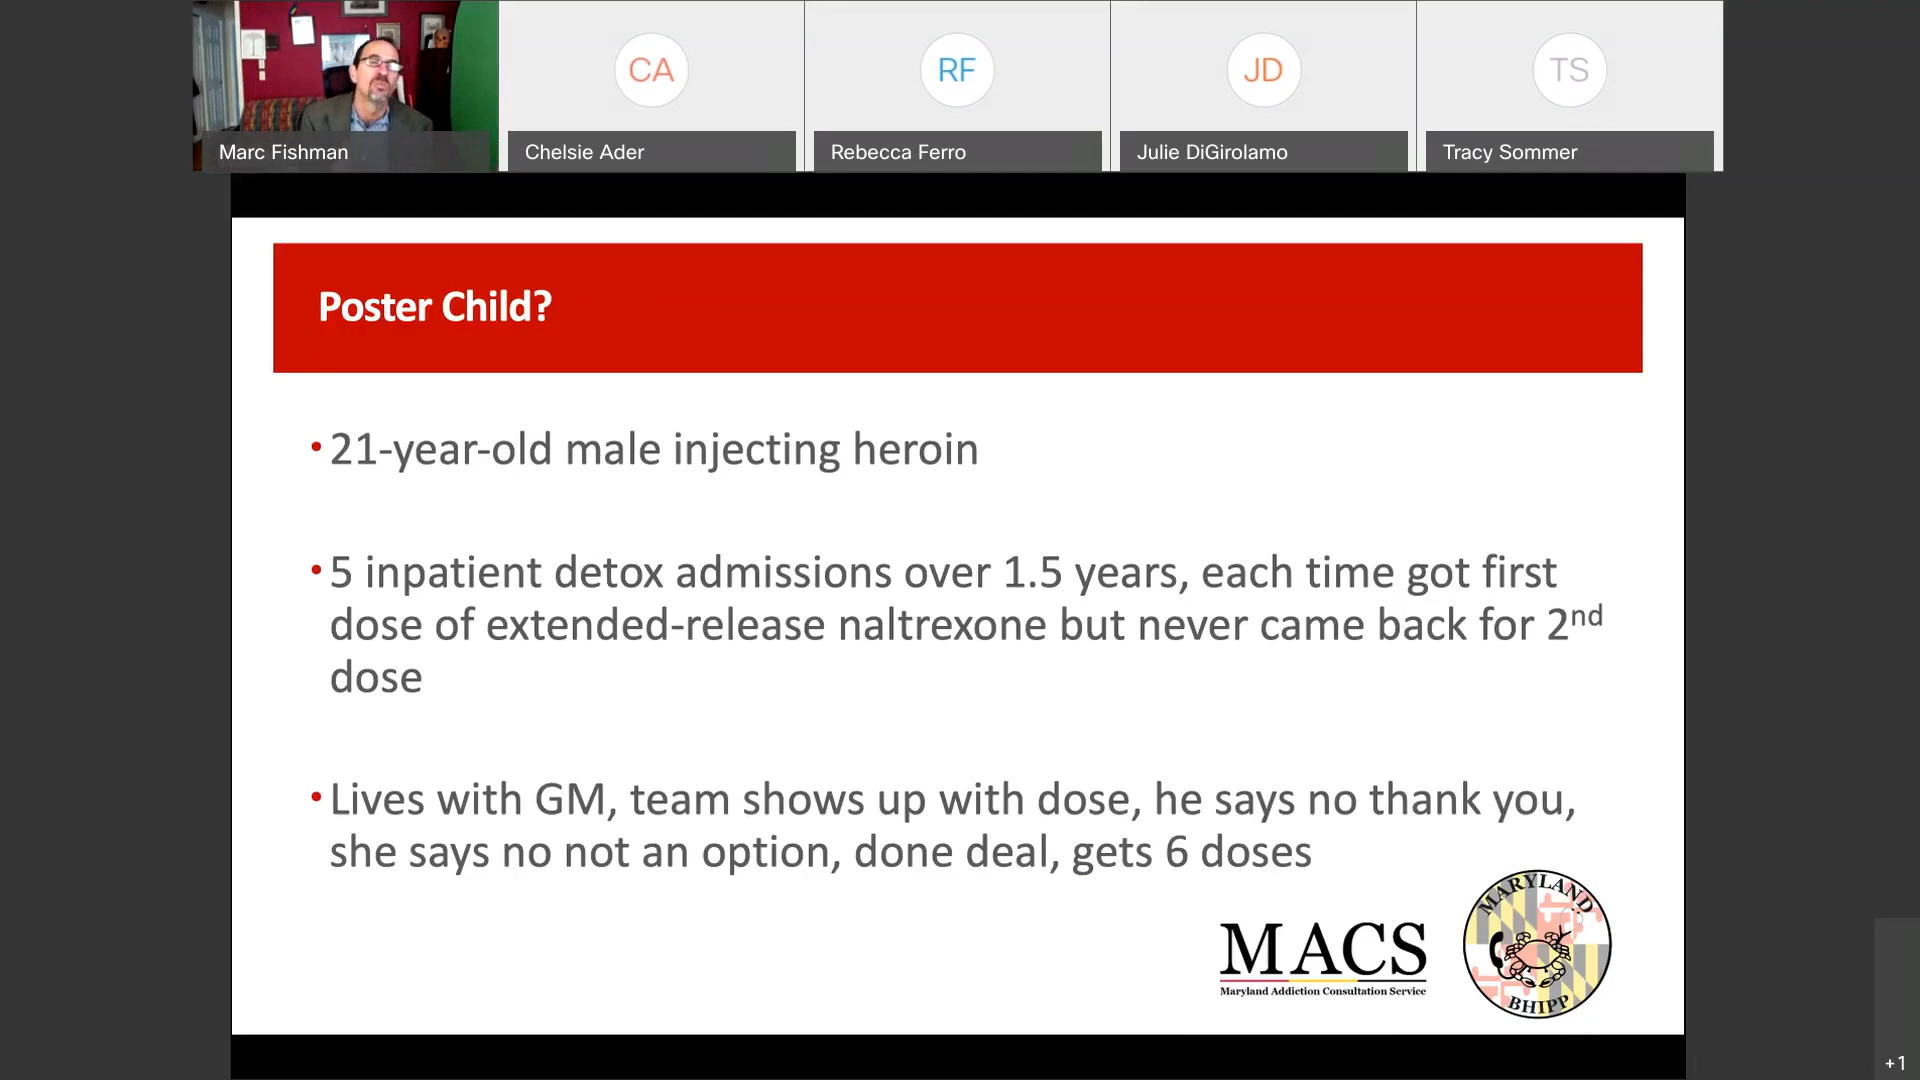 CA
RF
JD
TS
Marc Fishman
Chelsie Ader
Rebecca Ferro
Julie DiGirolamo
Tracy Sommer
Poster Child?
• 21-year-old male injecting heroin
• 5 inpatient detox admissions over 1.5 years, each time got first
dose of extended-release naltrexone but never came back for 2nd
dose
• Lives with GM, team shows up with dose, he says no thank you,
she says no not an option, done deal, gets 6 doses
MACS
Maryland Addiction Consultation Service
MARYLAND
BHIPP
+1